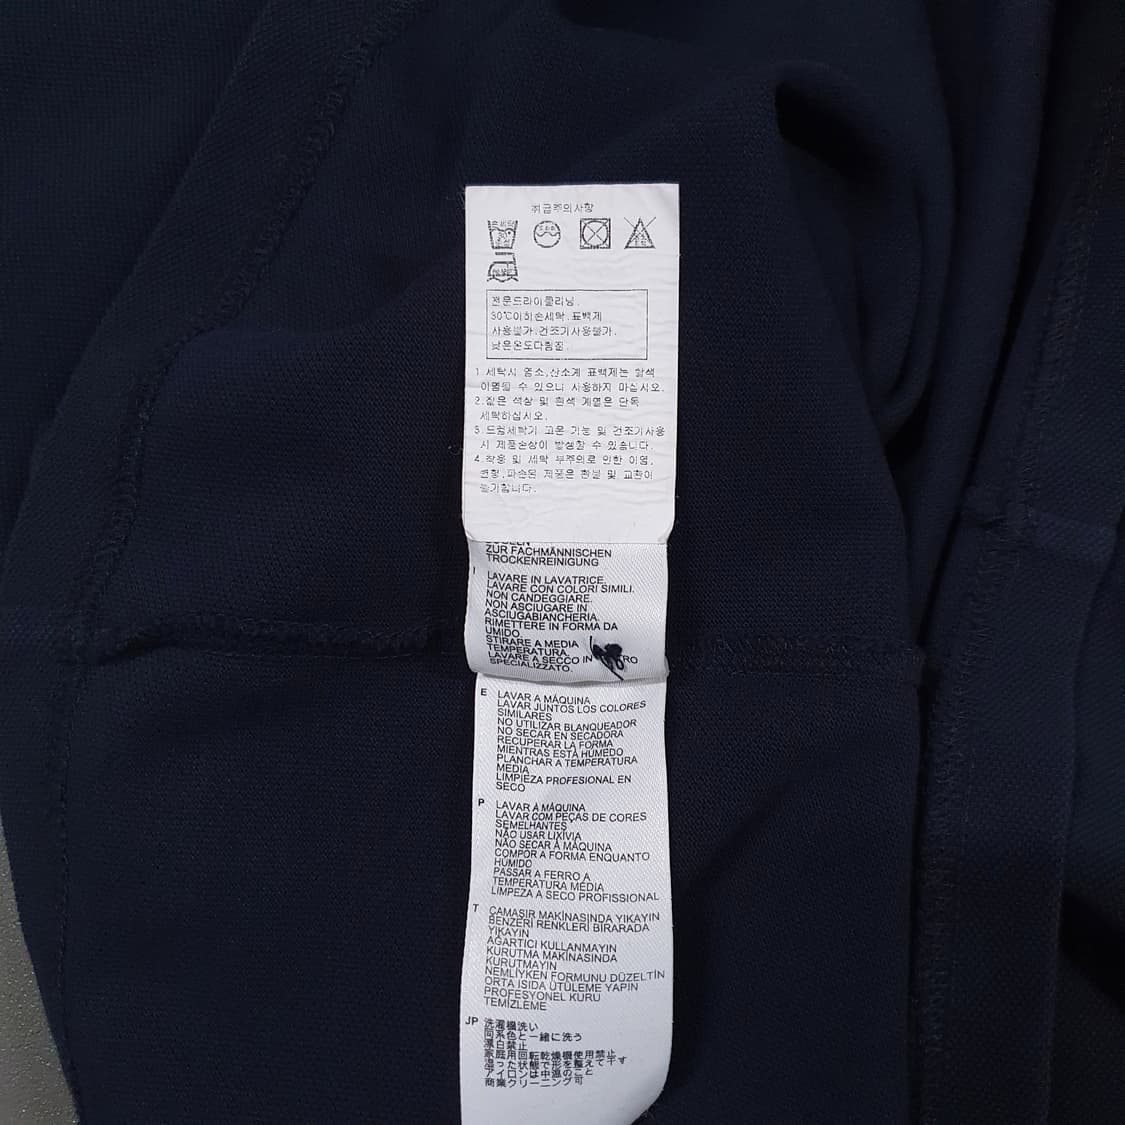 취급주의사항
전문드라이클리닝.
30℃이하손세탁.표백제
사용불가.건조기사용불가.
낮은온도다림질.
1.세탁시 염소,산소계 표백제는 탈색
이염될 수 있으니 사용하지 마십시오.
2.짙은 색상 및 흰색 계열은 단독
세탁하십시오.
3.드럼세탁기 고온 기능 및 건조기사용
시 제품손상이 발생할 수 있습니다.
4.착용 및 세탁 부주의로 인한 이염,
변형,파손된 제품은 환불 및 교환이
불가합니다.
ZUR FACHMÄNNISCHEN
TROCKENREINIGUNG
I LAVARE IN LAVATRICE.
LAVARE CON COLORI SIMILI.
NON CANDEGGIARE.
NON ASCIUGARE IN
ASCIUGABIANCHERIA.
RIMETTERE IN FORMA DA
UMIDO.
STIRARE A MEDIA
TEMPERATURA.
LAVARE A SECCO IN
SPECIALIZZATO.
E LAVAR A MÁQUINA
LAVAR JUNTOS LOS COLORES
SIMILARES
NO UTILIZAR BLANQUEADOR
NO SECAR EN SECADORA
RECUPERAR LA FORMA
MIENTRAS ESTÁ HÚMEDO
PLANCHAR A TEMPERATURA
MEDIA
LIMPIEZA PROFESIONAL EN
SECO
P LAVAR À MÁQUINA
LAVAR COM PEÇAS DE CORES
SEMELHANTES
NÃO USAR LIXÍVIA
NÃO SECAR À MÁQUINA
COMPOR A FORMA ENQUANTO
HÚMIDO
PASSAR A FERRO A
TEMPERATURA MÉDIA
LIMPEZA A SECO PROFISSIONAL
T ÇAMAŞIR MAKİNASINDA YIKAYIN
BENZERİ RENKLERİ BIRARADA
YIKAYIN
AĞARTICI KULLANMAYIN
KURUTMA MAKİNASINDA
KURUTMAYIN
NEMLİYKEN FORMUNU DÜZELTİN
ORTA ISIDA ÜTÜLEME YAPIN
PROFESYONEL KURU
TEMİZLEME
JP 洗濯機洗い
同系色と一緒に洗う
漂白禁止
家庭用回転乾燥機使用禁止
湿った状態で形を整えて干す
アイロンは中温のこと
商業クリーニング可